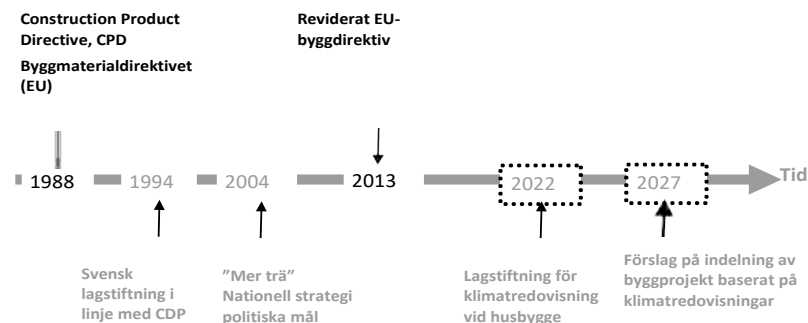 Construction Product
Directive, CPD
Byggmaterialdirektivet
(EU)
Reviderat EU-
byggdirektiv
1988
1994
2004
2013
2022
2027
Tid
Svensk
lagstiftning i
linje med CDP
”Mer trä”
Nationell strategi
politiska mål
Lagstiftning för
klimatredovisning
vid husbygge
Förslag på indelning av
byggprojekt baserat på
klimatredovisningar